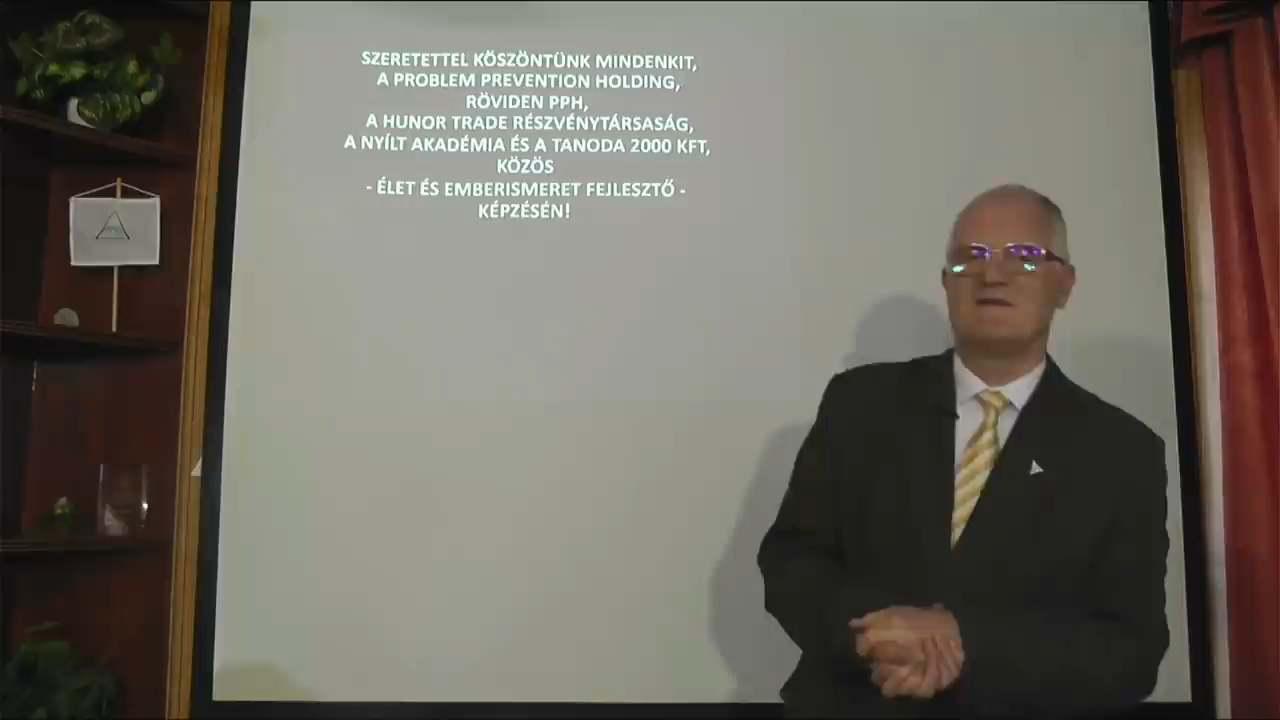 SZERETETTEL KÖSZÖNTÜNK MINDENKIT,
A PROBLEM PREVENTION HOLDING,
RÖVIDEN PPH,
A HUNOR TRADE RÉSZVÉNYTÁRSASÁG,
A NYÍLT AKADÉMIA ÉS A TANODA 2000 KFT,
KÖZÖS
- ÉLET ÉS EMBERISMERET FEJLESZTŐ -
KÉPZÉSÉN!